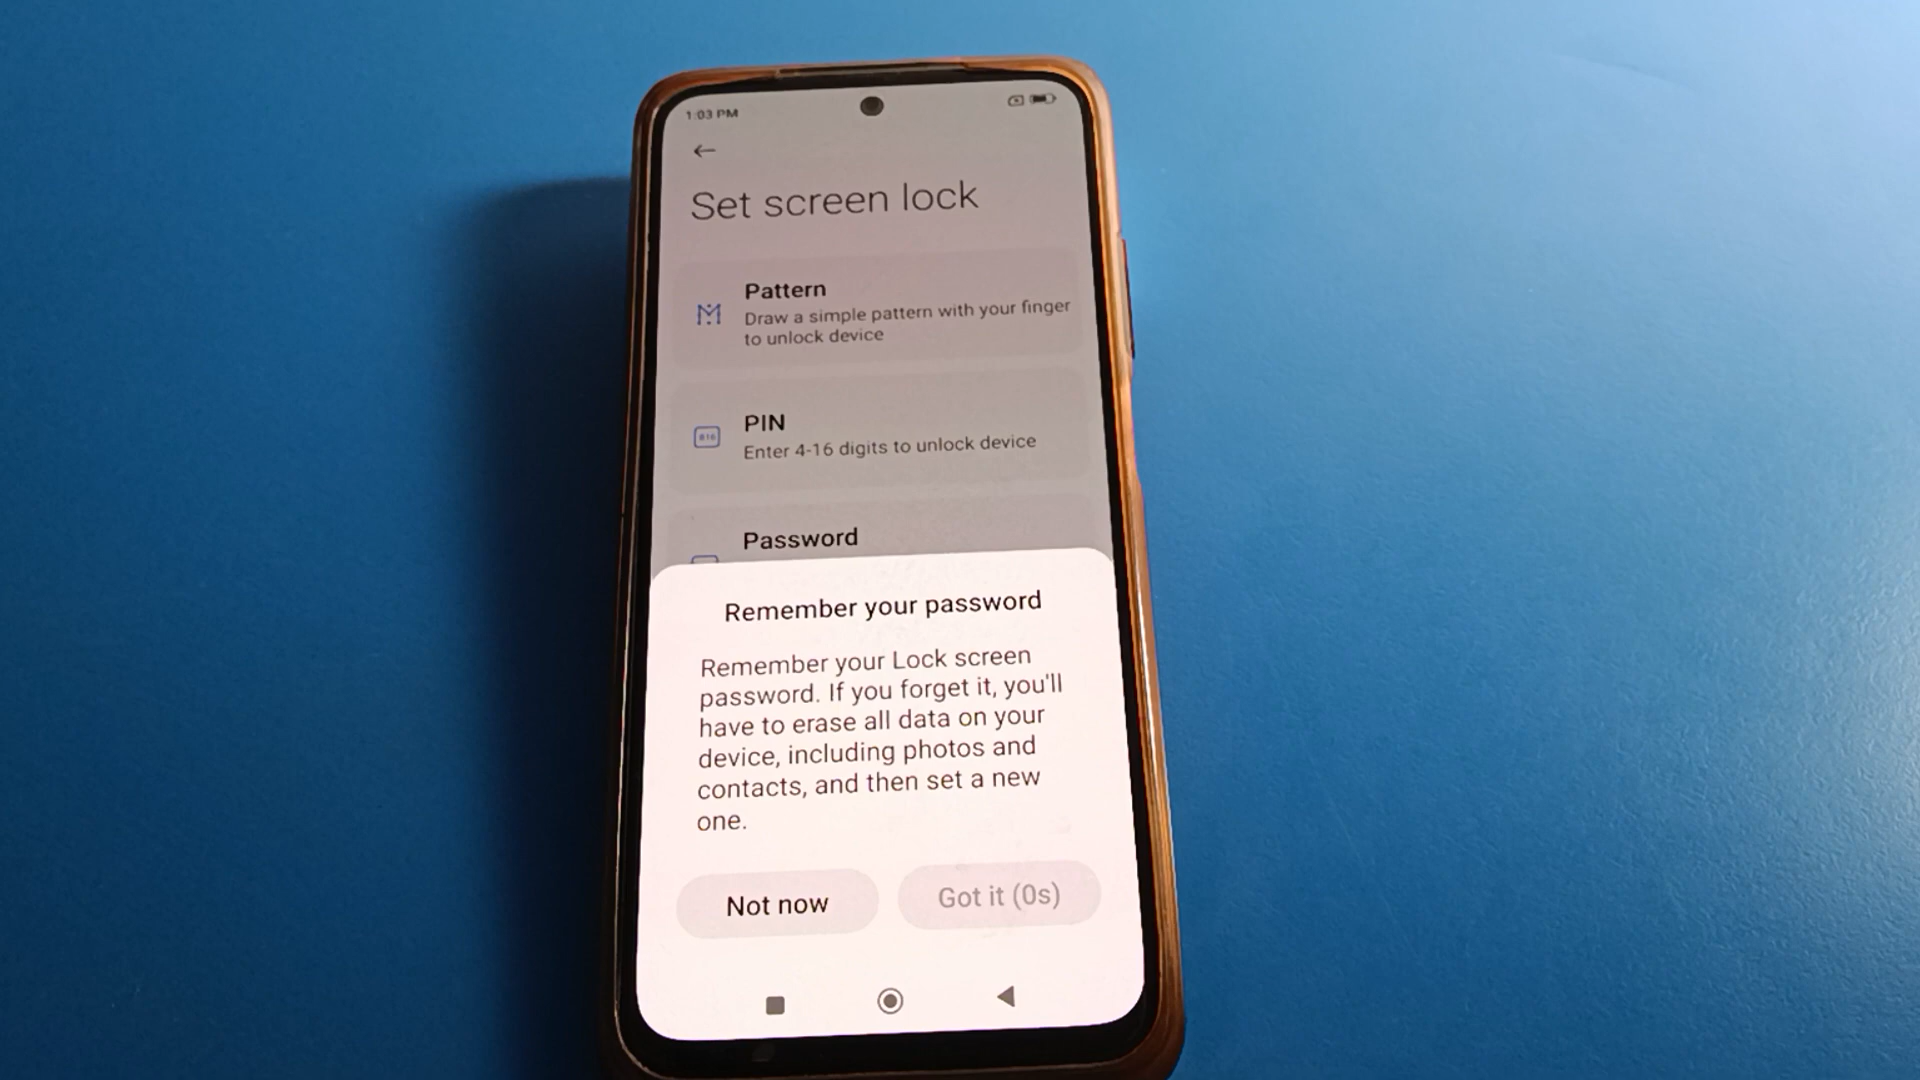 1:03 PM
Set screen lock
Pattern
Draw a simple pattern with your finger
to unlock device
PIN
Enter 4-16 digits to unlock device
Password
Remember your password
Remember your Lock screen
password. If you forget it, you'll
have to erase all data on your
device, including photos and
contacts, and then set a new
one.
Not now
Got it (0s)